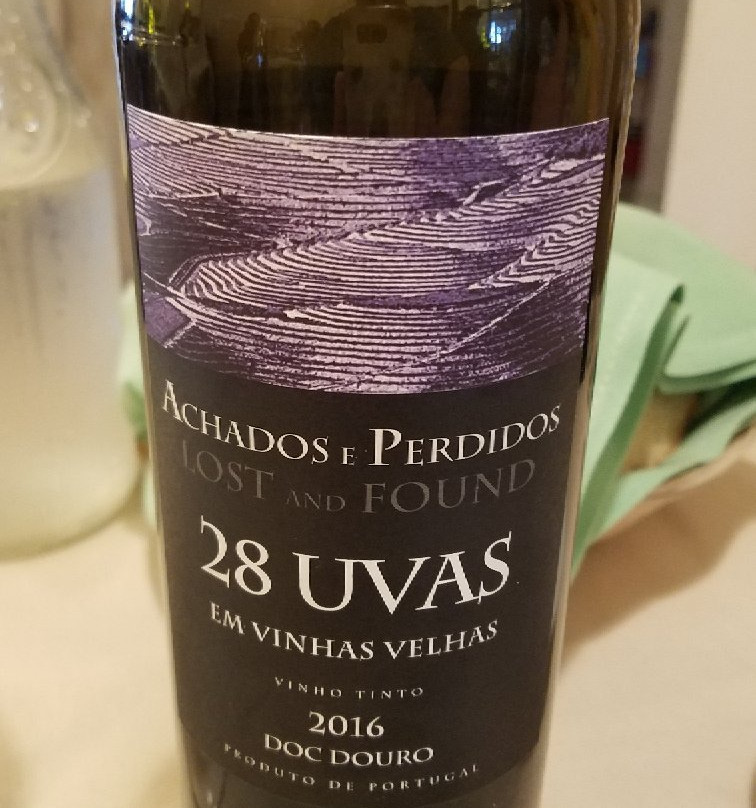 ACHADOS E PERDIDOS
LOST AND FOUND
28 UVAS
EM VINHAS VELHAS
VINHO TINTO
2016
DOC DOURO
PRODUTO DE PORTUGAL